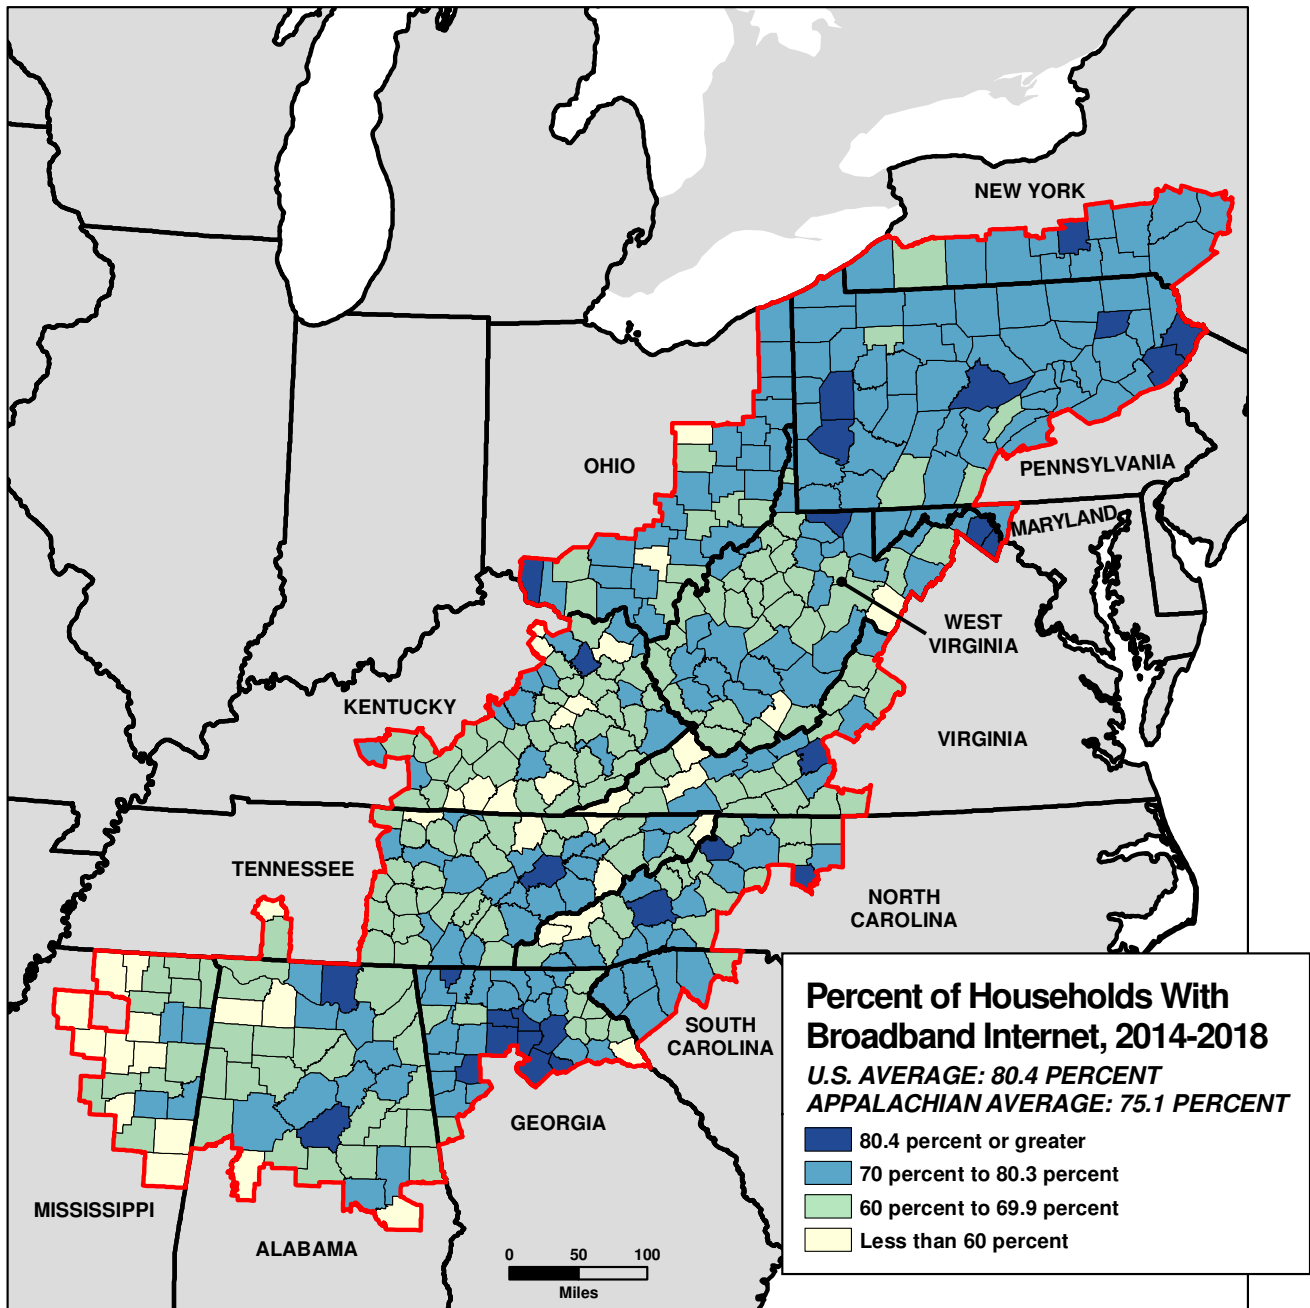 NEW YORK
OHIO
PENNSYLVANIA
MARYLAND
WEST
VIRGINIA
KENTUCKY
VIRGINIA
TENNESSEE
NORTH
CAROLINA
SOUTH
CAROLINA
GEORGIA
MISSISSIPPI
ALABAMA
0 50 100
Miles
Percent of Households With
Broadband Internet, 2014-2018
U.S. AVERAGE: 80.4 PERCENT
APPALACHIAN AVERAGE: 75.1 PERCENT
80.4 percent or greater
70 percent to 80.3 percent
60 percent to 69.9 percent
Less than 60 percent